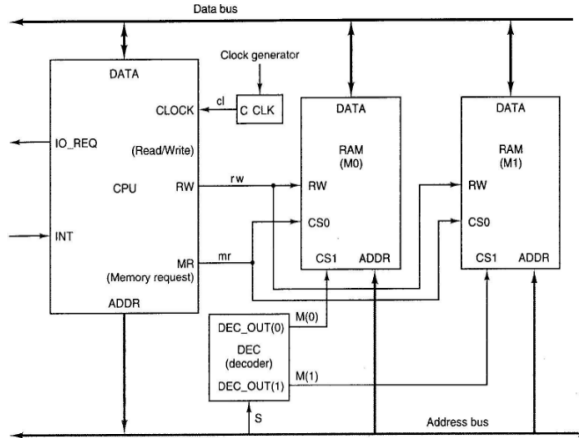 Data bus
Clock generator
DATA
DATA
DATA
CLOCK
cl
C CLK
IO_REQ
(Read/Write)
RAM
(M0)
RAM
(M1)
CPU
RW
rw
RW
RW
CS0
CS0
INT
MR
mr
(Memory request)
CS1
ADDR
CS1
ADDR
ADDR
M(0)
DEC_OUT(0)
DEC
(decoder)
DEC_OUT(1)
M(1)
S
Address bus